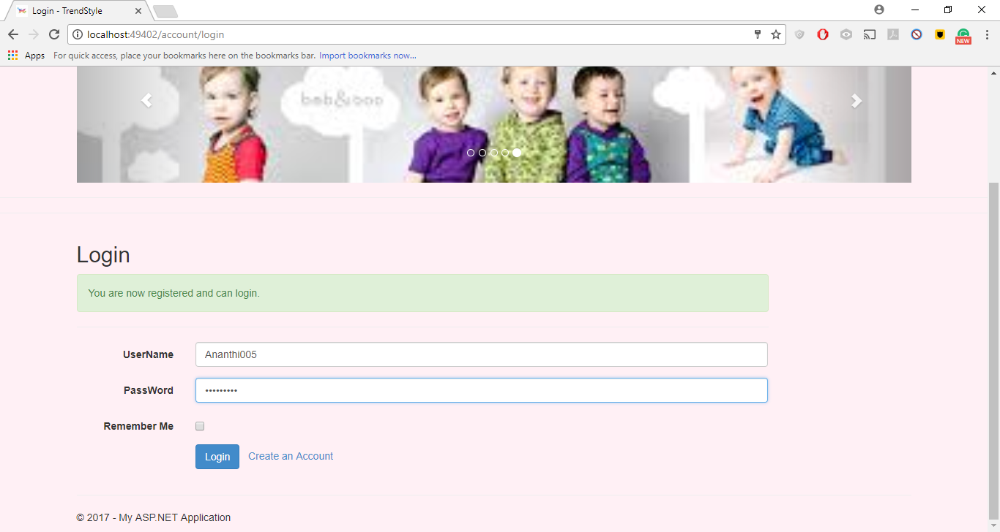 Login - TrendStyle
localhost:49402/account/login
NEW
Apps For quick access, place your bookmarks here on the bookmarks bar. Import bookmarks now...
Login
You are now registered and can login.
UserName Ananthi005
PassWord •••••••••
Remember Me
Login Create an Account
© 2017 - My ASP.NET Application